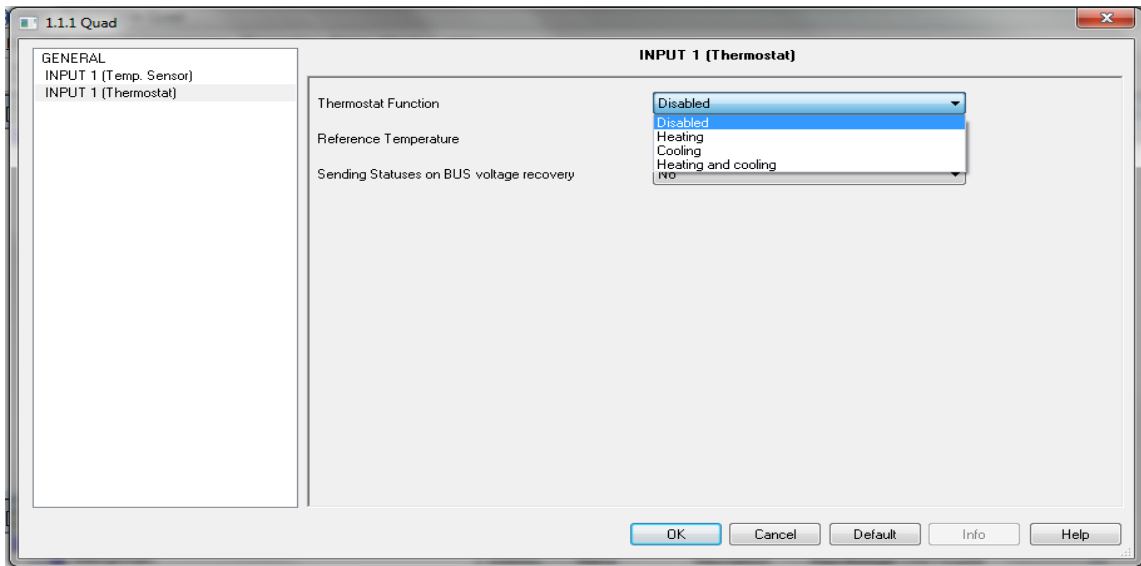 1.1.1 Quad
GENERAL
INPUT 1 (Temp. Sensor)
INPUT 1 (Thermostat)
INPUT 1 (Thermostat)
Thermostat Function
Disabled
Disabled
Heating
Cooling
Heating and cooling
Reference Temperature
Sending Statuses on BUS voltage recovery
No
OK
Cancel
Default
Info
Help